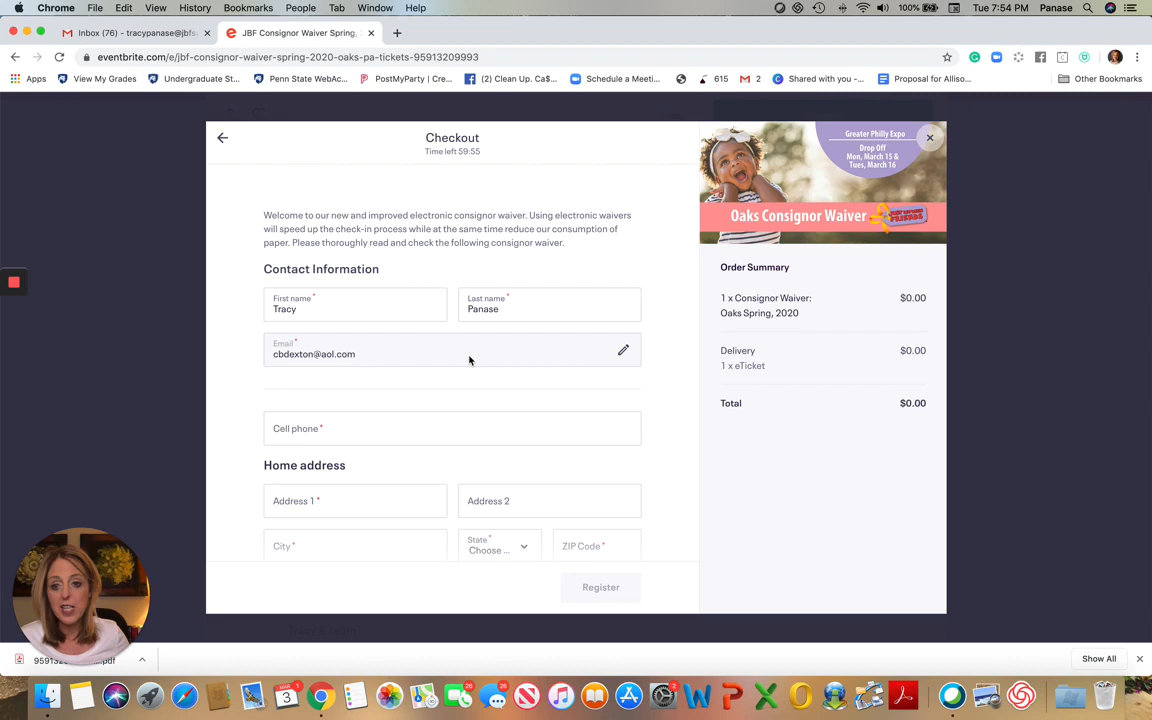 Chrome File Edit View History Bookmarks People Tab Window Help 100% Tue 7:54 PM Panase
Inbox (76) - tracypanase@jbfs
JBF Consignor Waiver Spring,
eventbrite.com/e/jbf-consignor-waiver-spring-2020-oaks-pa-tickets-95913209993
Apps View My Grades Undergraduate St... Penn State WebAc... PostMyParty | Cre... (2) Clean Up. Ca$... Schedule a Meeti... 615 2 Shared with you -... Proposal for Alliso... Other Bookmarks
Checkout
Time left 59:55
Welcome to our new and improved electronic consignor waiver. Using electronic waivers
will speed up the check-in process while at the same time reduce our consumption of
paper. Please thoroughly read and check the following consignor waiver.
Contact Information
First name *
Tracy
Last name *
Panase
Email *
cbdexton@aol.com
Cell phone *
Home address
Address 1 *
Address 2
City *
State *
Choose ...
ZIP Code *
Register
Greater Philly Expo
Drop Off
Mon, March 15 &
Tues, March 16
Oaks Consignor Waiver
Order Summary
1 x Consignor Waiver: $0.00
Oaks Spring, 2020
Delivery $0.00
1 x eTicket
Total $0.00
Show All